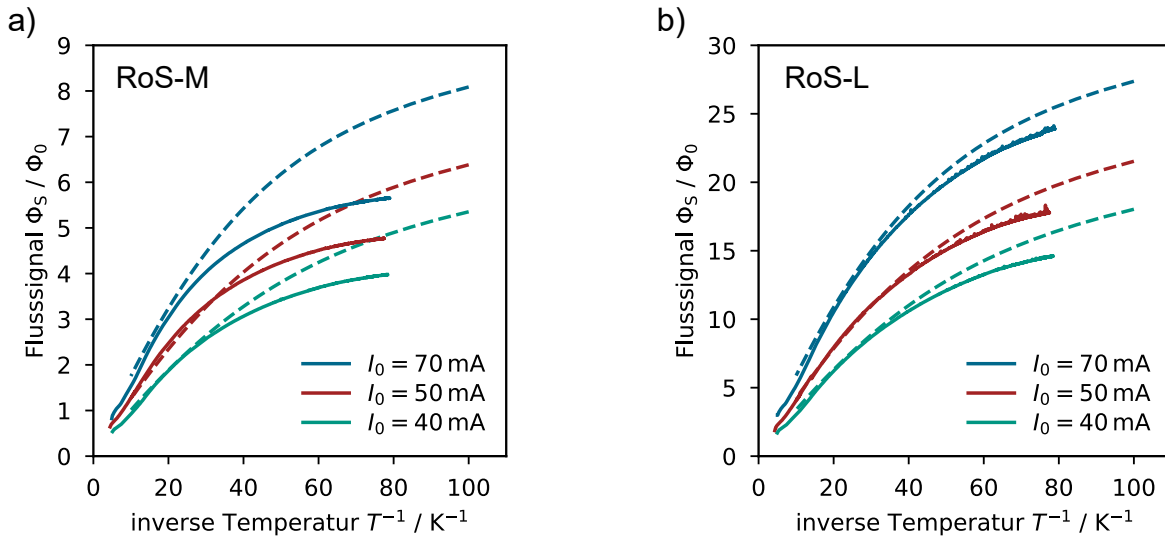 a)
RoS-M
9
8
7
6
5
4
3
2
1
0
Flusssignal Φ_S / Φ_0
0 20 40 60 80 100
inverse Temperatur T⁻¹ / K⁻¹
I_0 = 70 mA
I_0 = 50 mA
I_0 = 40 mA
b)
RoS-L
30
25
20
15
10
5
0
Flusssignal Φ_S / Φ_0
0 20 40 60 80 100
inverse Temperatur T⁻¹ / K⁻¹
I_0 = 70 mA
I_0 = 50 mA
I_0 = 40 mA